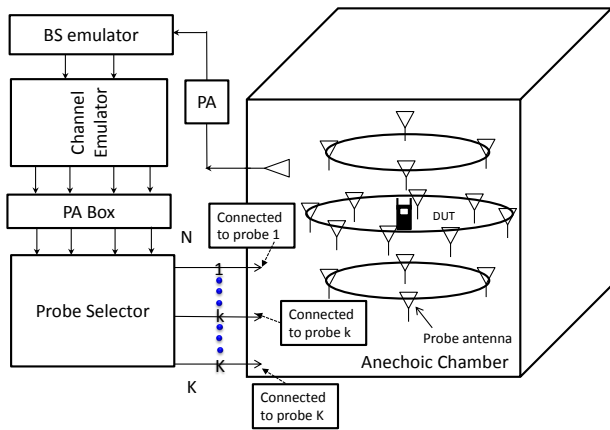 BS emulator
Channel
Emulator
PA
PA Box
N
Connected
to probe 1
Probe Selector
1
k
K
K
Connected
to probe k
Connected
to probe K
DUT
Probe antenna
Anechoic Chamber